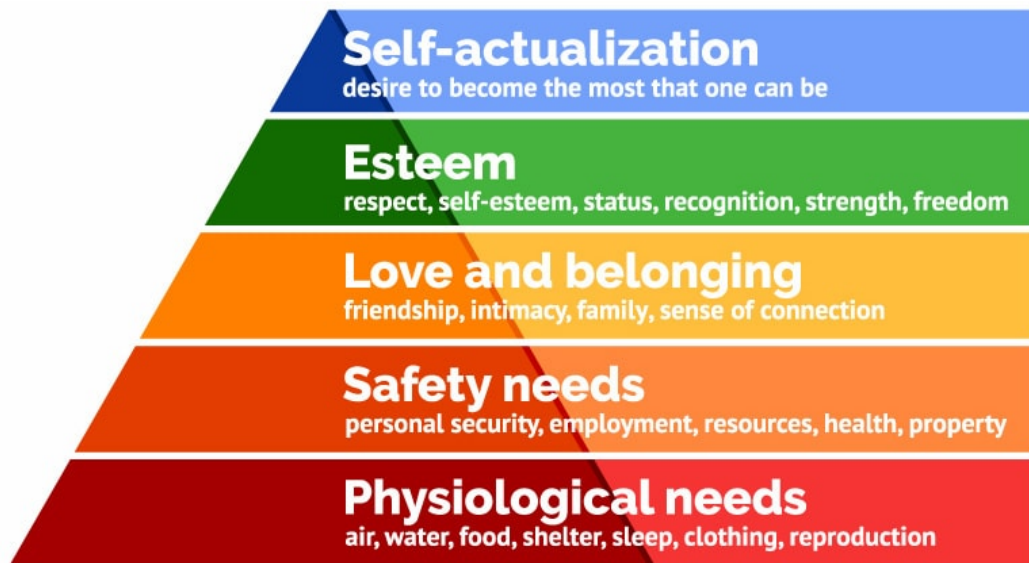 Self-actualization
desire to become the most that one can be
Esteem
respect, self-esteem, status, recognition, strength, freedom
Love and belonging
friendship, intimacy, family, sense of connection
Safety needs
personal security, employment, resources, health, property
Physiological needs
air, water, food, shelter, sleep, clothing, reproduction